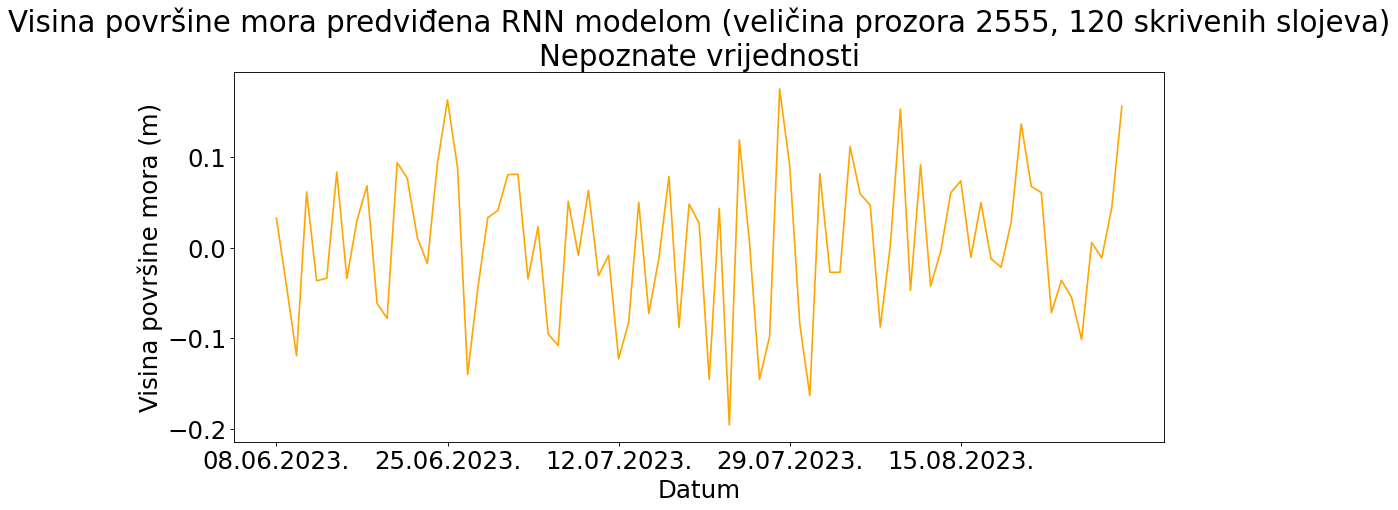 Visina površine mora predviđena RNN modelom (veličina prozora 2555, 120 skrivenih slojeva)
Nepoznate vrijednosti
Visina površine mora (m)
0.1
0.0
−0.1
−0.2
08.06.2023. 25.06.2023. 12.07.2023. 29.07.2023. 15.08.2023.
Datum